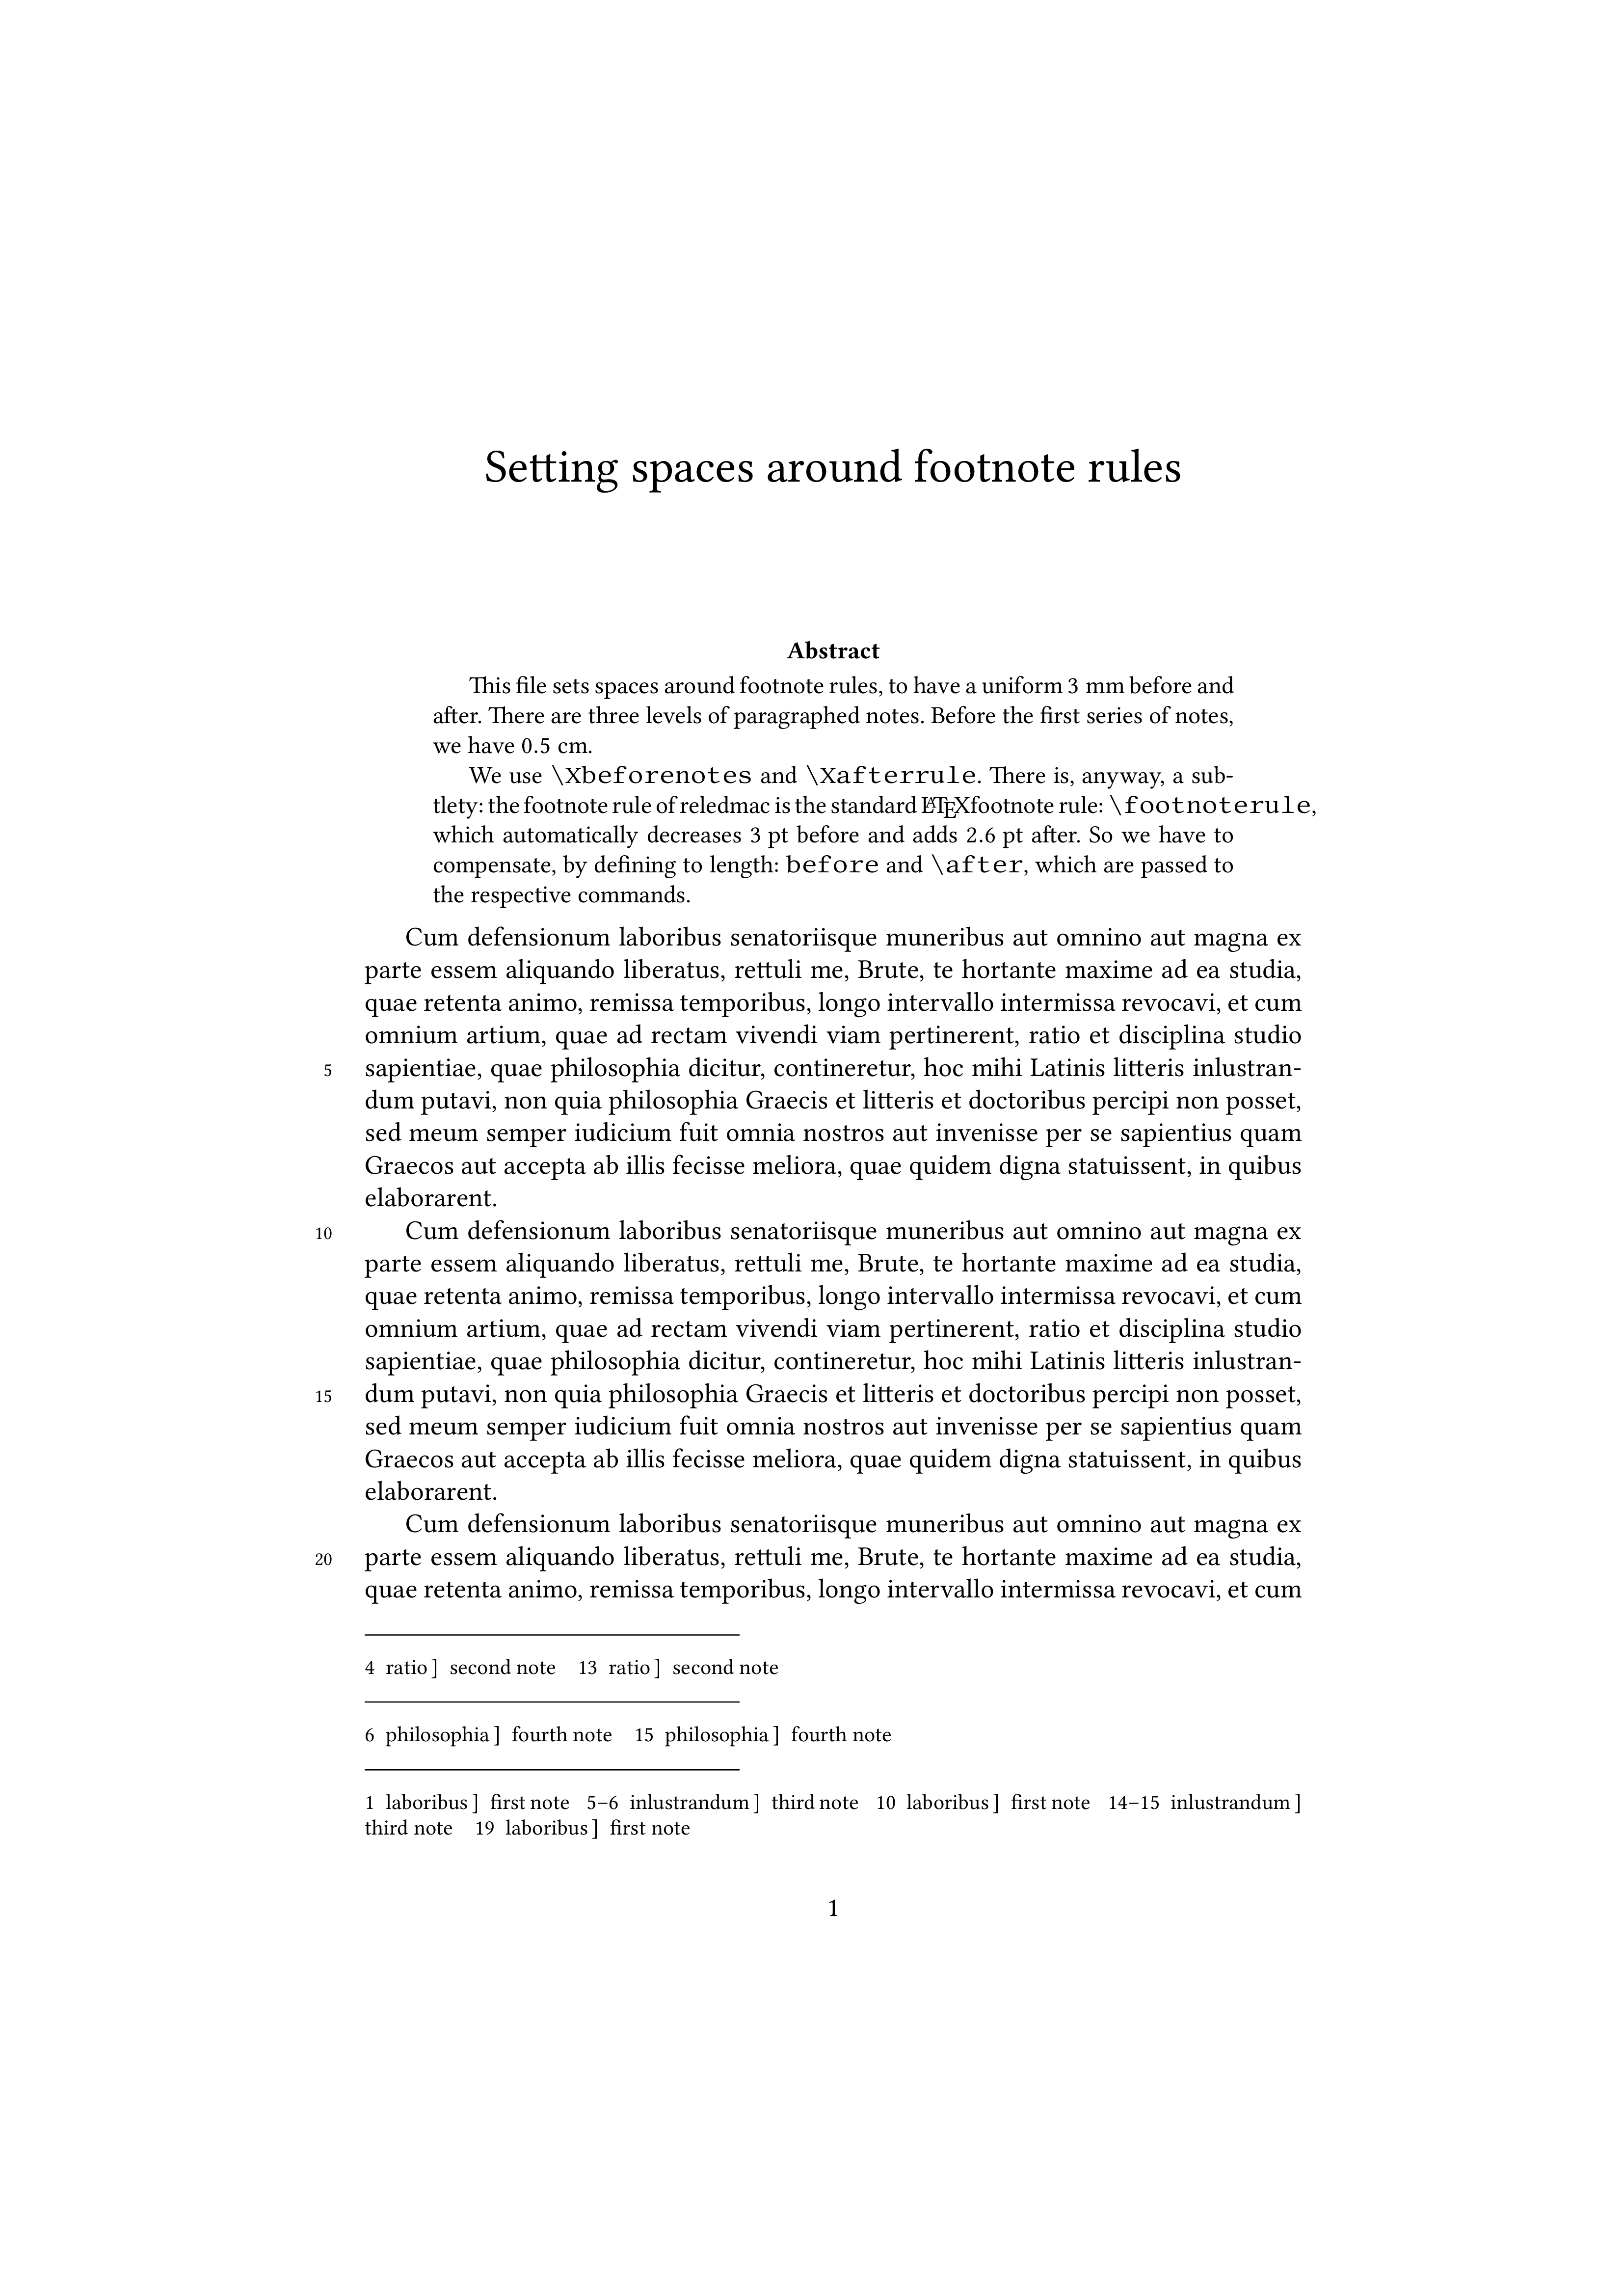 Setting spaces around footnote rules
Abstract
This file sets spaces around footnote rules, to have a uniform 3 mm before and
after. There are three levels of paragraphed notes. Before the first series of notes,
we have 0.5 cm.
We use \Xbeforenotes and \Xafterrule. There is, anyway, a sub-
tlety: the footnote rule of reledmac is the standard LATEXfootnote rule: \footnoterule,
which automatically decreases 3 pt before and adds 2.6 pt after. So we have to
compensate, by defining to length: before and \after, which are passed to
the respective commands.
Cum defensionum laboribus senatoriisque muneribus aut omnino aut magna ex
parte essem aliquando liberatus, rettuli me, Brute, te hortante maxime ad ea studia,
quae retenta animo, remissa temporibus, longo intervallo intermissa revocavi, et cum
omnium artium, quae ad rectam vivendi viam pertinerent, ratio et disciplina studio
5 sapientiae, quae philosophia dicitur, contineretur, hoc mihi Latinis litteris inlustran-
dum putavi, non quia philosophia Graecis et litteris et doctoribus percipi non posset,
sed meum semper iudicium fuit omnia nostros aut invenisse per se sapientius quam
Graecos aut accepta ab illis fecisse meliora, quae quidem digna statuissent, in quibus
elaborarent.
10 Cum defensionum laboribus senatoriisque muneribus aut omnino aut magna ex
parte essem aliquando liberatus, rettuli me, Brute, te hortante maxime ad ea studia,
quae retenta animo, remissa temporibus, longo intervallo intermissa revocavi, et cum
omnium artium, quae ad rectam vivendi viam pertinerent, ratio et disciplina studio
sapientiae, quae philosophia dicitur, contineretur, hoc mihi Latinis litteris inlustran-
15 dum putavi, non quia philosophia Graecis et litteris et doctoribus percipi non posset,
sed meum semper iudicium fuit omnia nostros aut invenisse per se sapientius quam
Graecos aut accepta ab illis fecisse meliora, quae quidem digna statuissent, in quibus
elaborarent.
Cum defensionum laboribus senatoriisque muneribus aut omnino aut magna ex
20 parte essem aliquando liberatus, rettuli me, Brute, te hortante maxime ad ea studia,
quae retenta animo, remissa temporibus, longo intervallo intermissa revocavi, et cum
4 ratio] second note 13 ratio] second note
6 philosophia] fourth note 15 philosophia] fourth note
1 laboribus] first note 5–6 inlustrandum] third note 10 laboribus] first note 14–15 inlustrandum]
third note 19 laboribus] first note
1